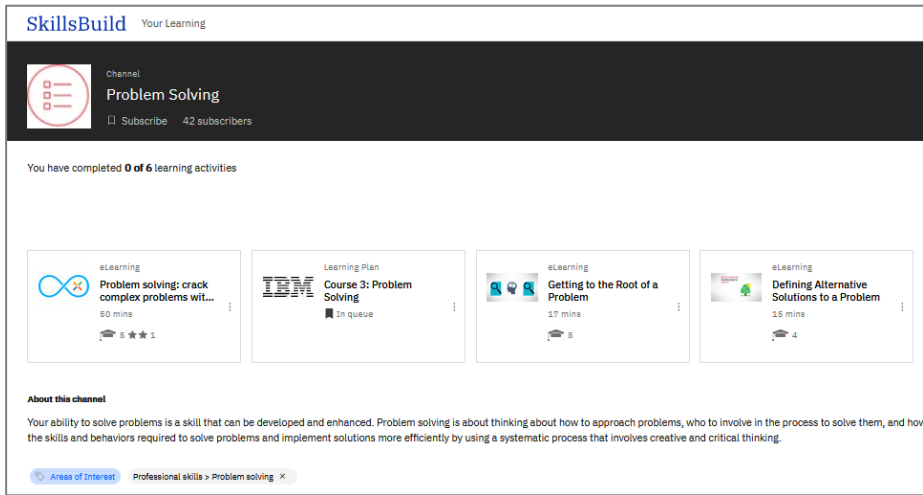 SkillsBuild Your Learning
Channel
Problem Solving
Subscribe 42 subscribers
You have completed 0 of 6 learning activities
eLearning
Problem solving: crack
complex problems wit...
50 mins
5 ★★ 1
IBM
Learning Plan
Course 3: Problem
Solving
In queue
eLearning
Getting to the Root of a
Problem
17 mins
5
eLearning
Defining Alternative
Solutions to a Problem
15 mins
4
About this channel
Your ability to solve problems is a skill that can be developed and enhanced. Problem solving is about thinking about how to approach problems, who to involve in the process to solve them, and how
the skills and behaviors required to solve problems and implement solutions more efficiently by using a systematic process that involves creative and critical thinking.
Areas of Interest Professional skills > Problem solving ×